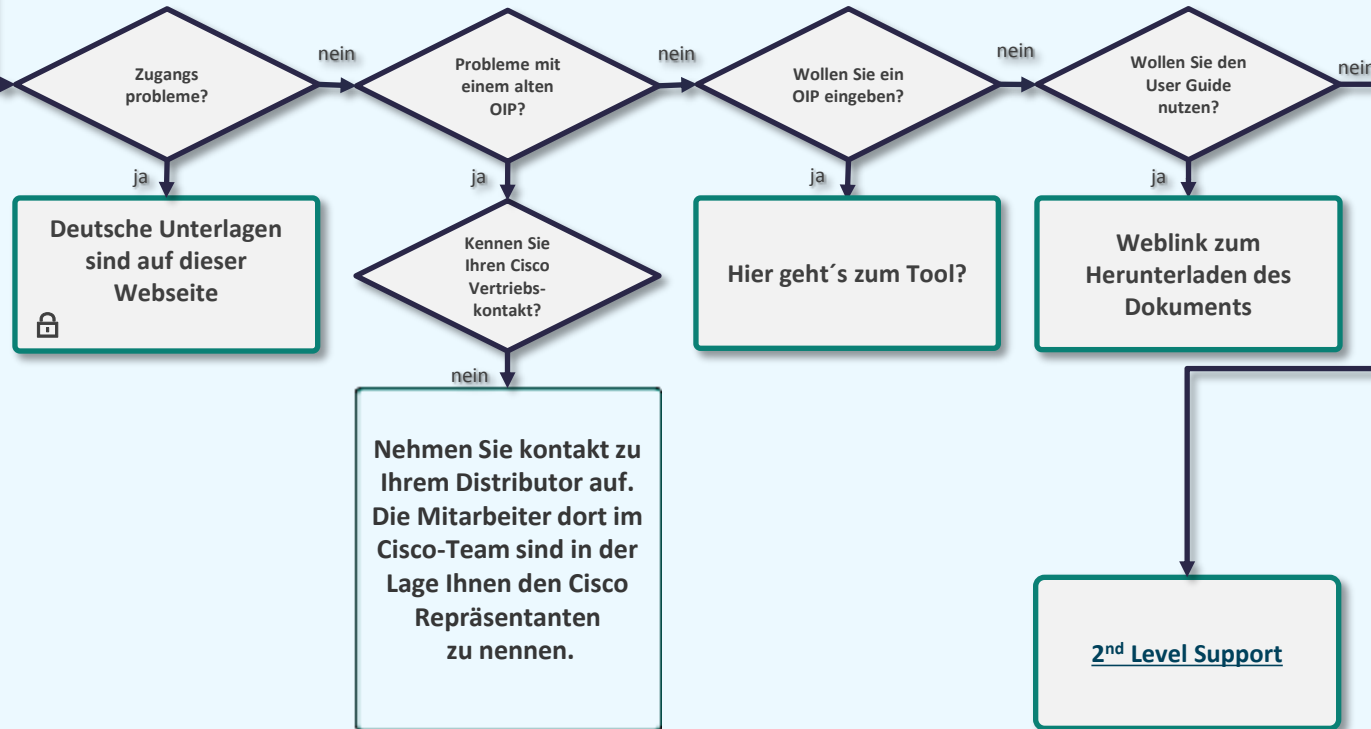 Zugangs
probleme?
nein
ja
Deutsche Unterlagen
sind auf dieser
Webseite
Probleme mit
einem alten
OIP?
nein
ja
Kennen Sie
Ihren Cisco
Vertriebs-
kontakt?
nein
Nehmen Sie kontakt zu
Ihrem Distributor auf.
Die Mitarbeiter dort im
Cisco-Team sind in der
Lage Ihnen den Cisco
Repräsentanten
zu nennen.
Wollen Sie ein
OIP eingeben?
nein
ja
Hier geht´s zum Tool?
Wollen Sie den
User Guide
nutzen?
nein
ja
Weblink zum
Herunterladen des
Dokuments
2nd Level Support